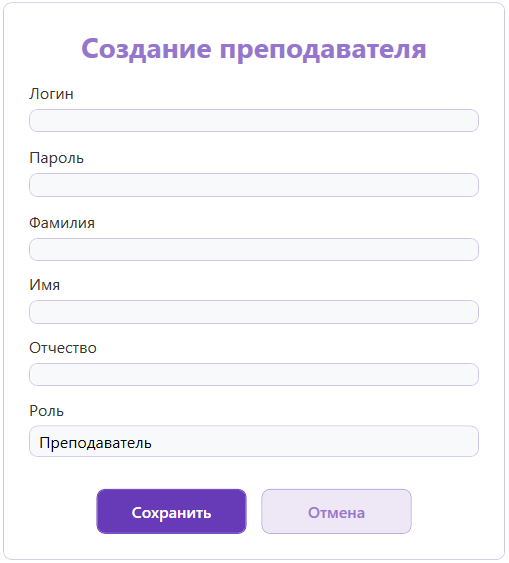 Создание преподавателя
Логин
Пароль
Фамилия
Имя
Отчество
Роль
Преподаватель
Сохранить
Отмена